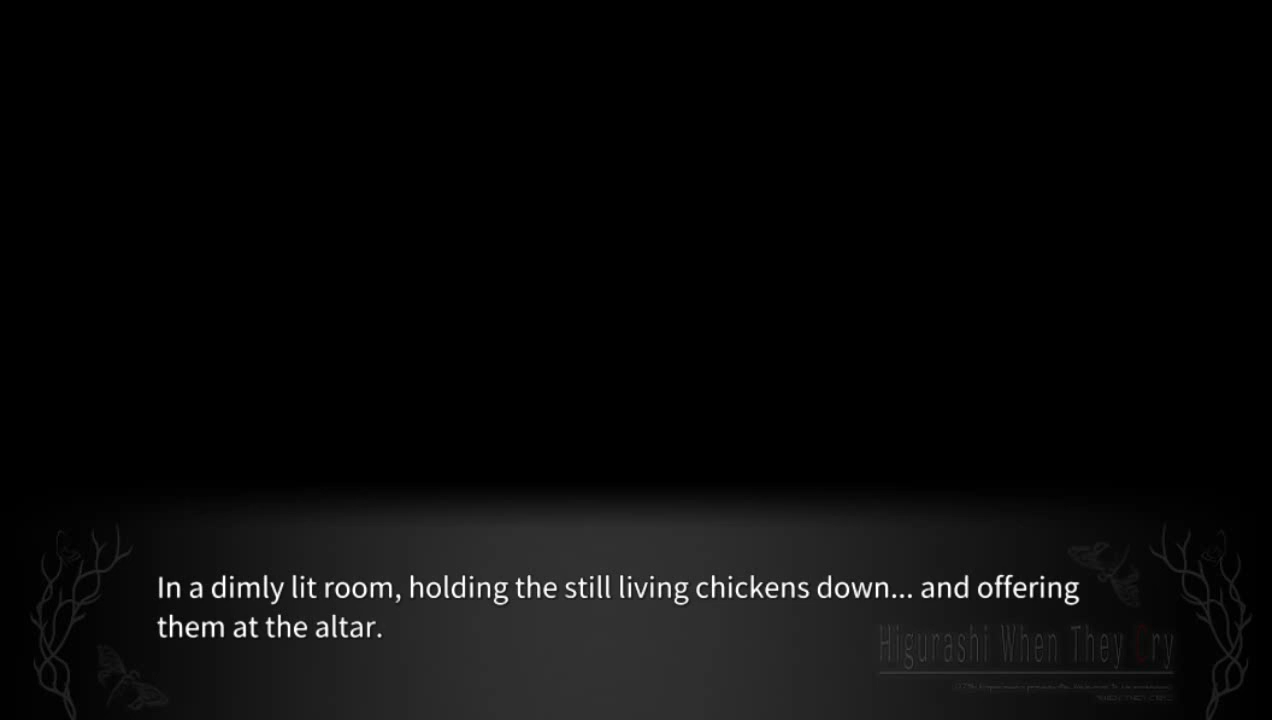 In a dimly lit room, holding the still living chickens down... and offering
them at the altar.
Higurashi When They Cry